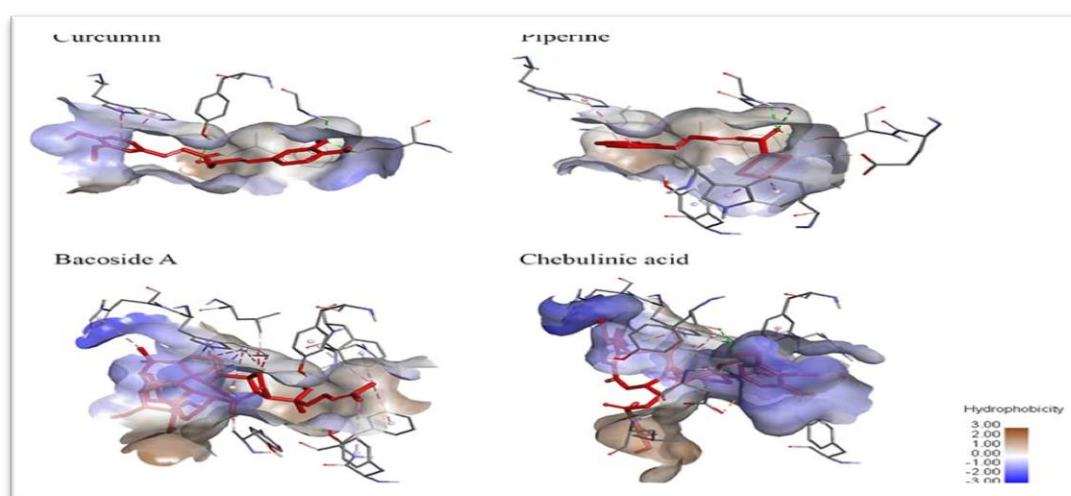 Curcumin
Piperine
Bacoside A
Chebulinic acid
Hydrophobicity
3.00
2.00
1.00
0.00
-1.00
-2.00
-3.00